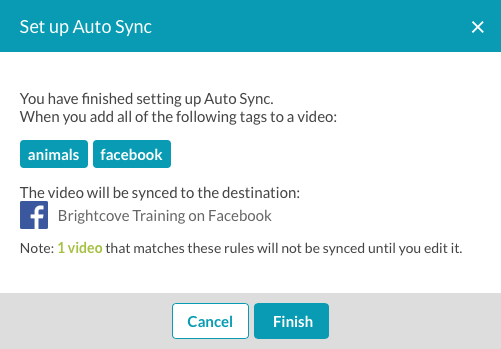 Set up Auto Sync
You have finished setting up Auto Sync.
When you add all of the following tags to a video:
animals facebook
The video will be synced to the destination:
Brightcove Training on Facebook
Note: 1 video that matches these rules will not be synced until you edit it.
Cancel Finish